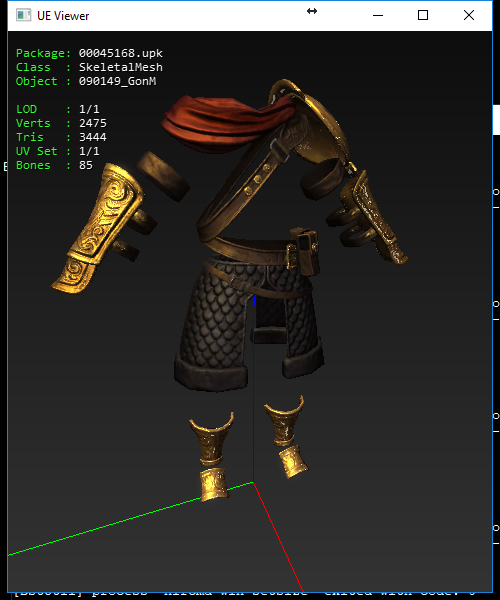 UE Viewer
Package: 00045168.upk
Class : SkeletalMesh
Object : 090149_GonM
LOD : 1/1
Verts : 2475
Tris : 3444
UV Set : 1/1
Bones : 85